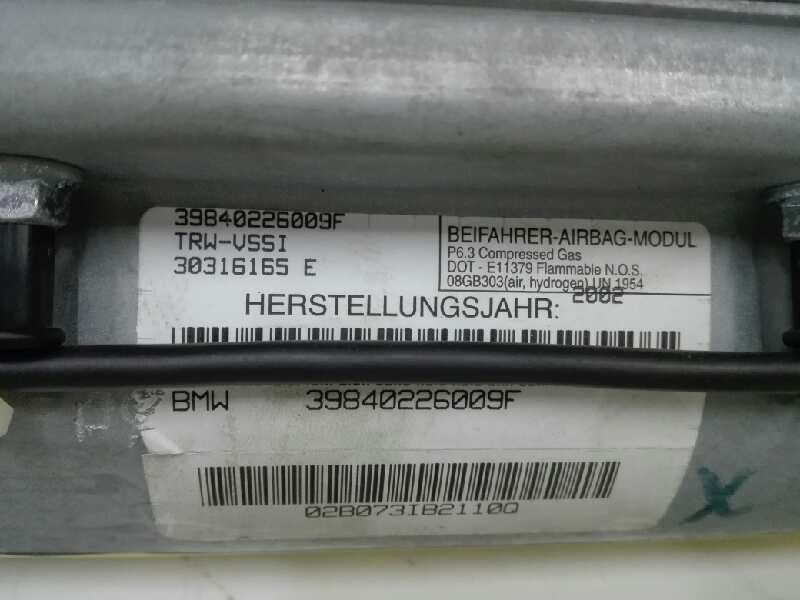 39840226009F
TRW-VSSI
30316165 E
BEIFAHRER-AIRBAG-MODUL
P6.3 Compressed Gas
DOT - E11379 Flammable N.O.S.
08GB303(air, hydrogen) UN 1954
HERSTELLUNGSJAHR: 2002
BMW 39840226009F
02B073IB2110Q
X